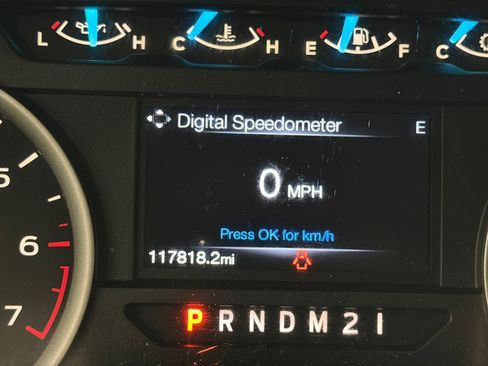 L H C H E F C
Digital Speedometer E
0 MPH
Press OK for km/h
5
6
7
117818.2mi
P R N D M 2 1